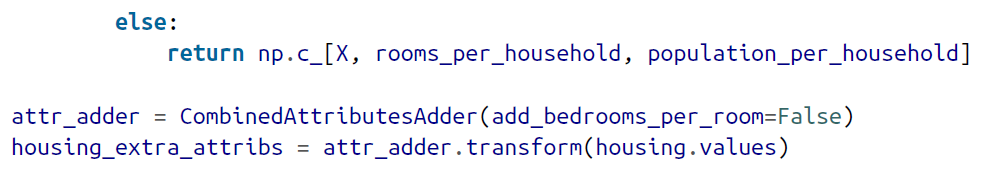 else:
return np.c_[X, rooms_per_household, population_per_household]
attr_adder = CombinedAttributesAdder(add_bedrooms_per_room=False)
housing_extra_attribs = attr_adder.transform(housing.values)